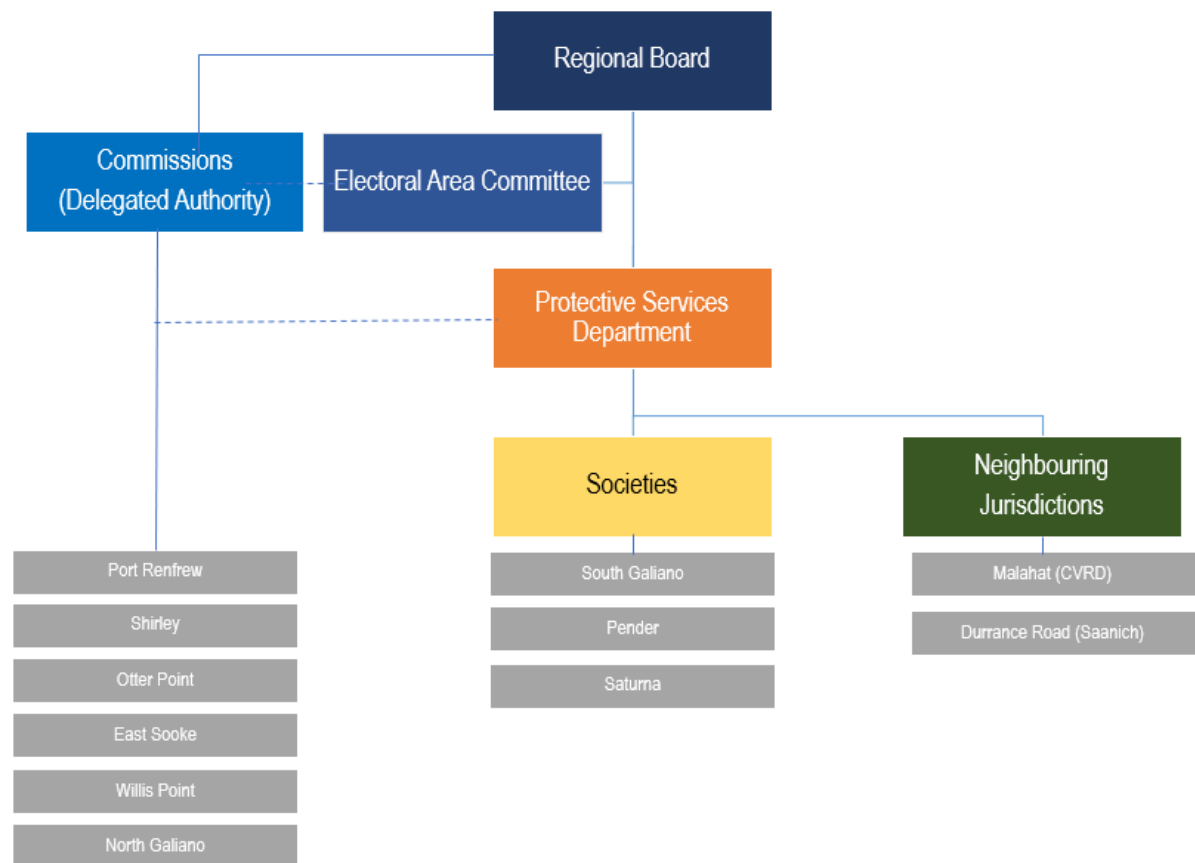 Regional Board
Commissions
(Delegated Authority)
Electoral Area Committee
Protective Services
Department
Societies
Neighbouring
Jurisdictions
Port Renfrew
Shirley
Otter Point
East Sooke
Willis Point
North Galiano
South Galiano
Pender
Saturna
Malahat (CVRD)
Durrance Road (Saanich)